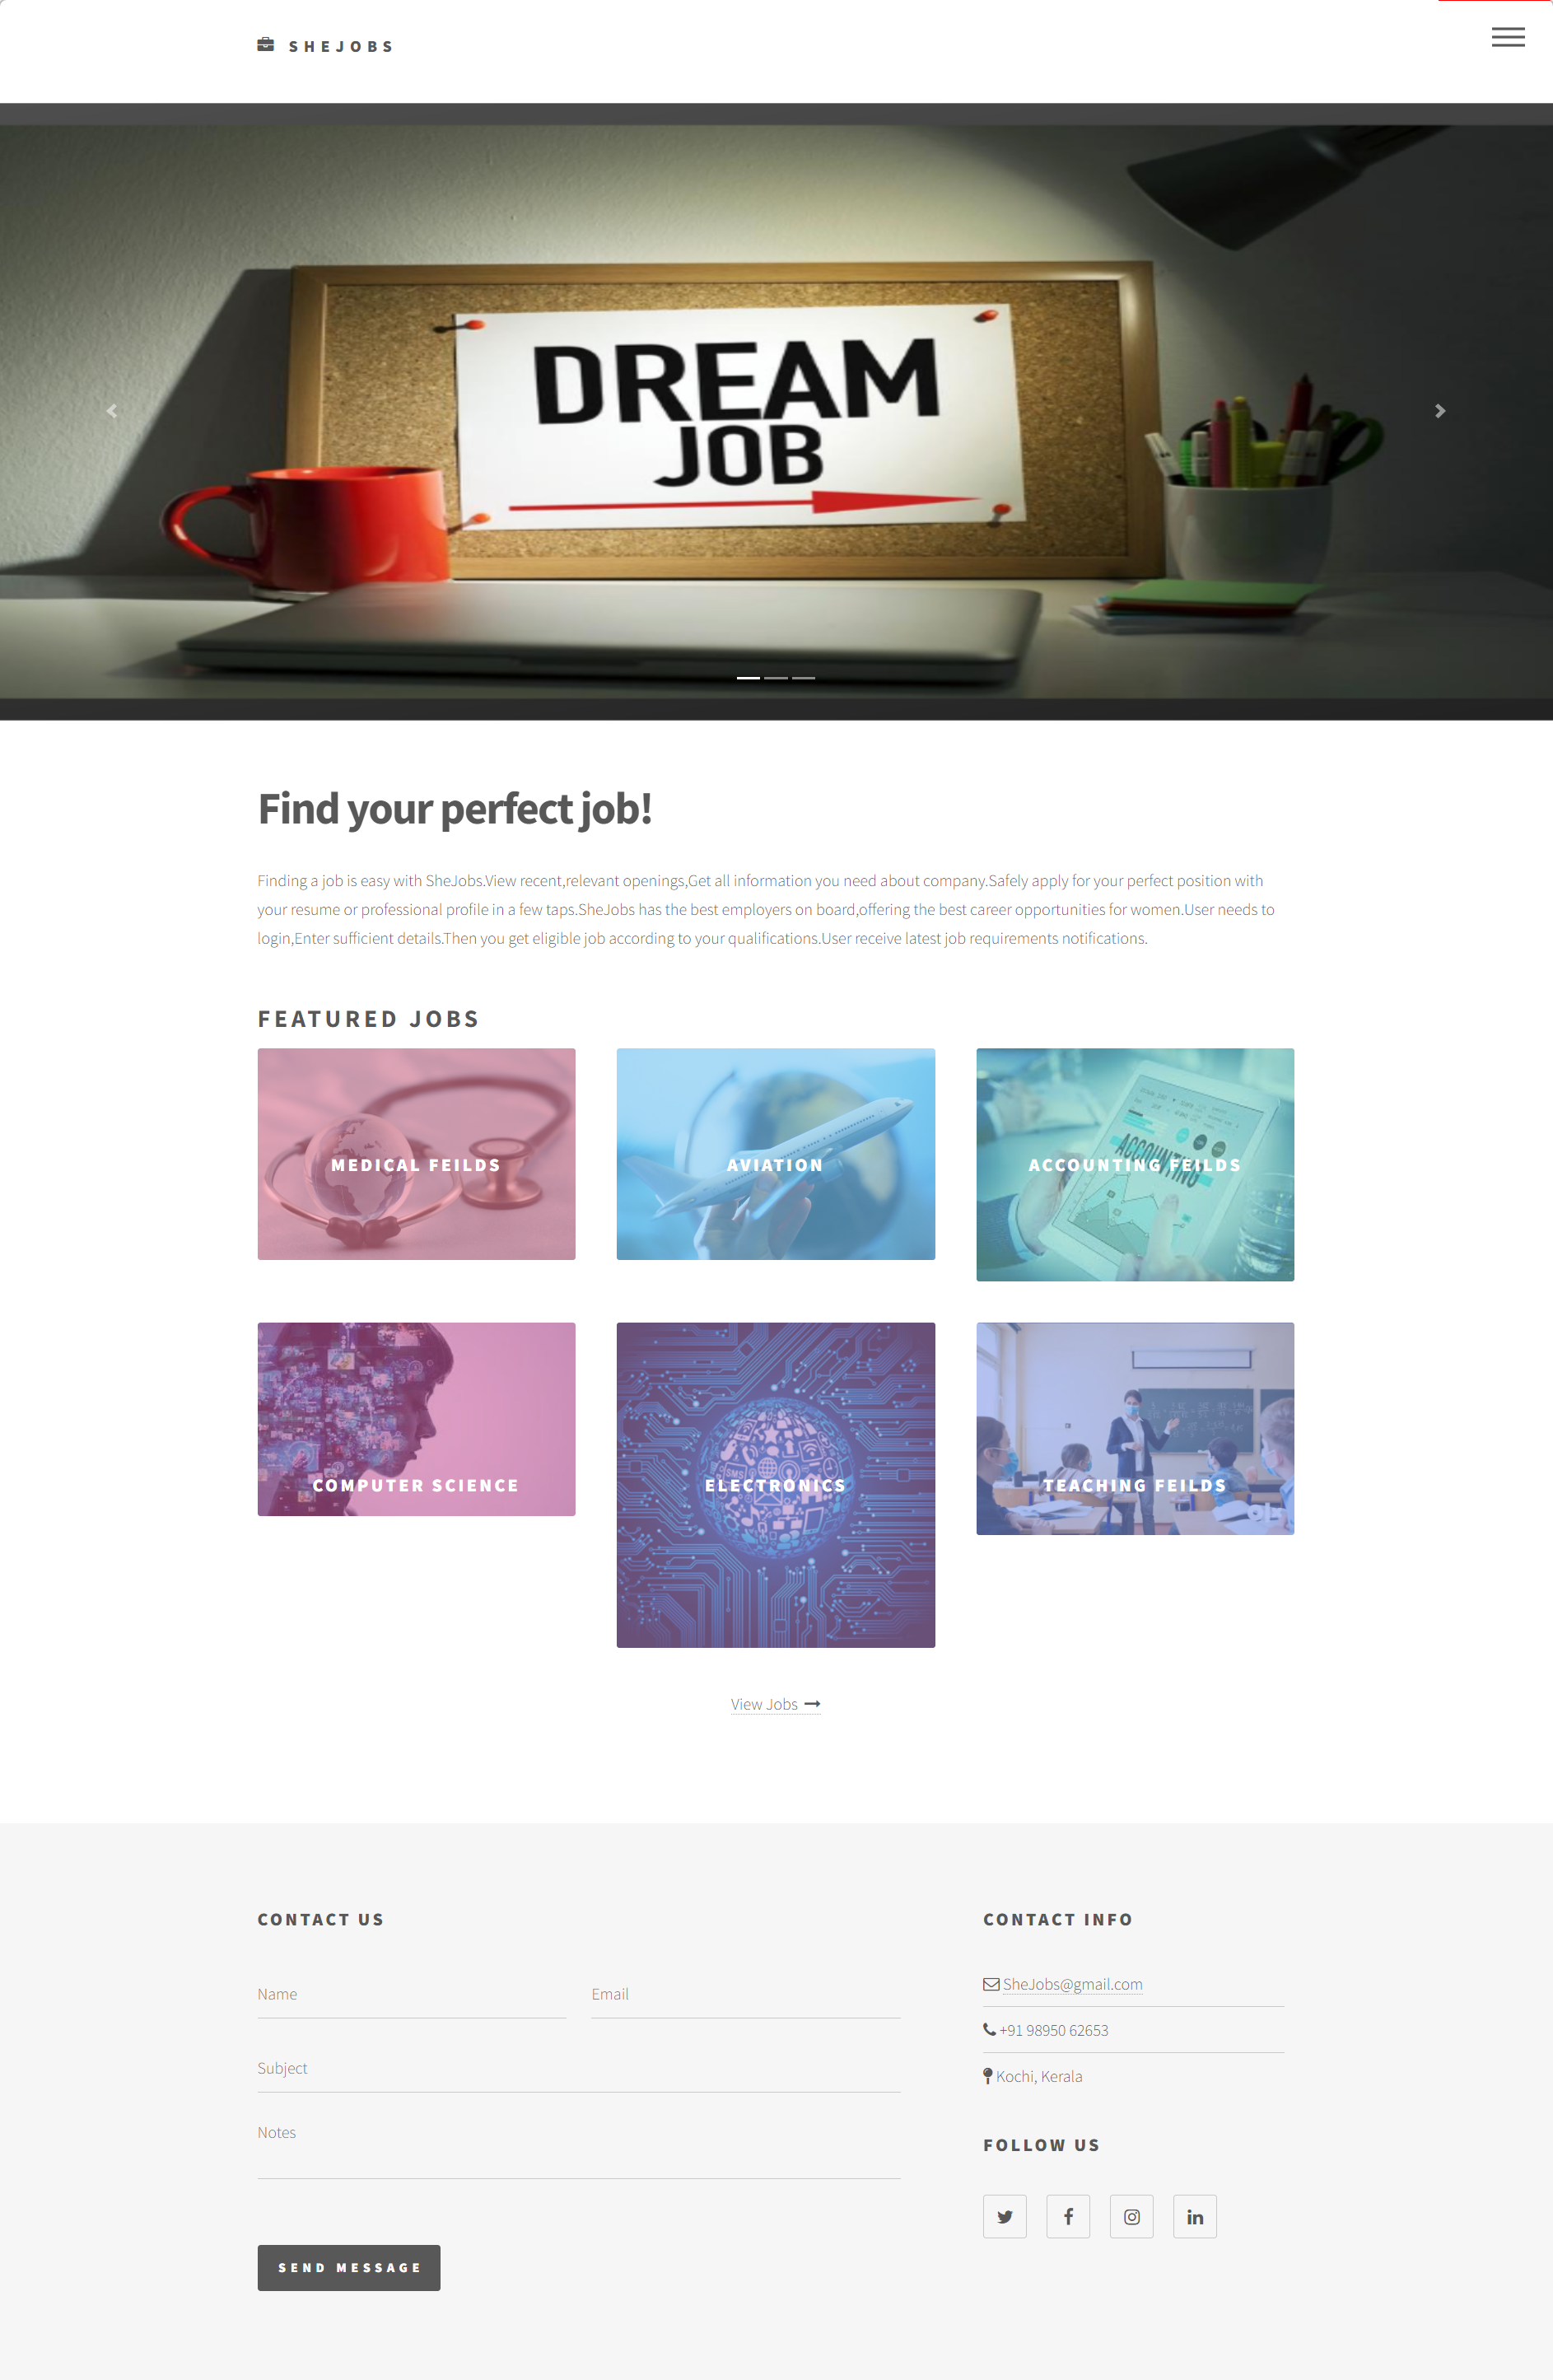 SHEJOBS
DREAM
JOB
Find your perfect job!
Finding a job is easy with SheJobs.View recent,relevant openings,Get all information you need about company.Safely apply for your perfect position with
your resume or professional profile in a few taps.SheJobs has the best employers on board,offering the best career opportunities for women.User needs to
login,Enter sufficient details.Then you get eligible job according to your qualifications.User receive latest job requirements notifications.
FEATURED JOBS
MEDICAL FEILDS
AVIATION
ACCOUNTING FEILDS
ACCOUNTING
COMPUTER SCIENCE
ELECTRONICS
SMS
TEACHING FEILDS
View Jobs
CONTACT US
CONTACT INFO
Name
Email
Subject
Notes
SEND MESSAGE
SheJobs@gmail.com
+91 98950 62653
Kochi, Kerala
FOLLOW US